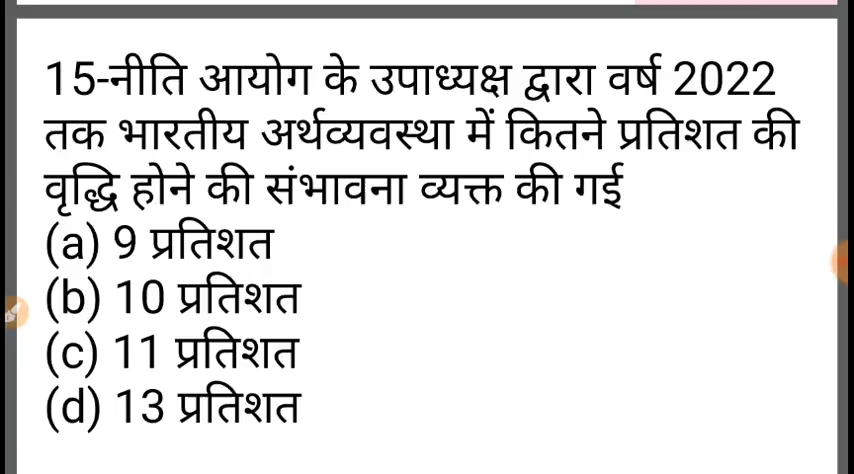 15-नीति आयोग के उपाध्यक्ष द्वारा वर्ष 2022
तक भारतीय अर्थव्यवस्था में कितने प्रतिशत की
वृद्धि होने की संभावना व्यक्त की गई
(a) 9 प्रतिशत
(b) 10 प्रतिशत
(c) 11 प्रतिशत
(d) 13 प्रतिशत